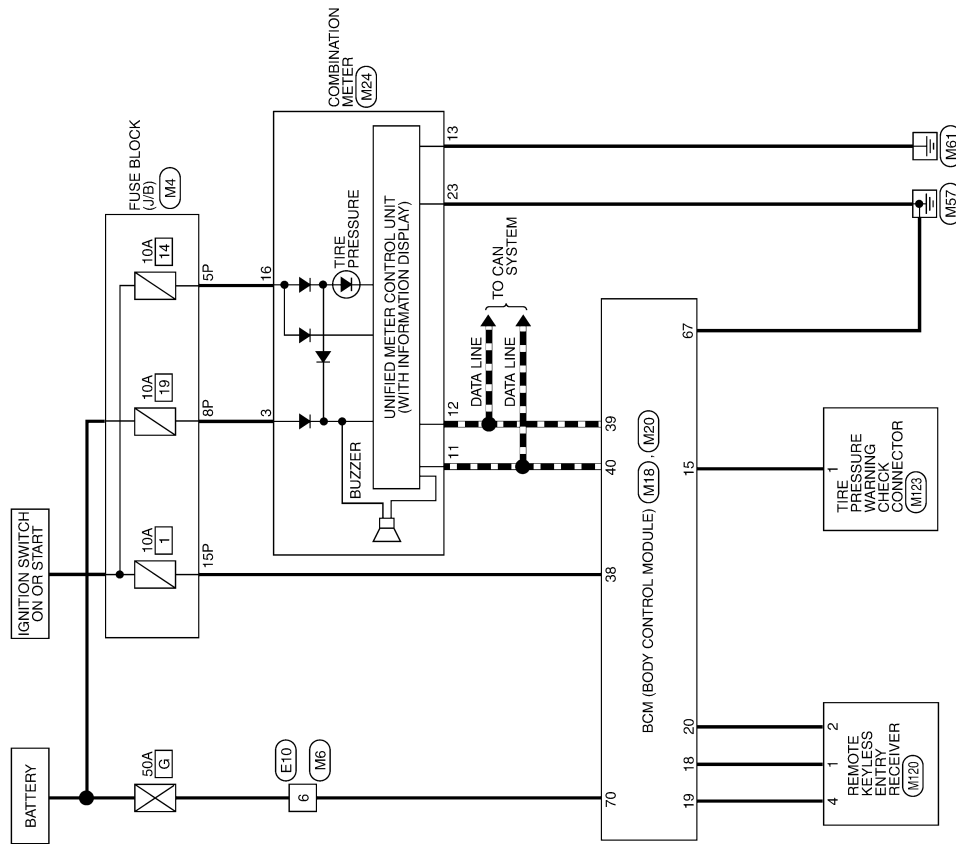 BATTERY
IGNITION SWITCH
ON OR START
50A
G
10A
1
10A
19
10A
14
FUSE BLOCK
(J/B)
M4
15P
8P
5P
E10
M6
6
3
16
COMBINATION
METER
M24
TIRE
PRESSURE
BUZZER
UNIFIED METER CONTROL UNIT
(WITH INFORMATION DISPLAY)
11
12
23
13
DATA LINE
DATA LINE
TO CAN
SYSTEM
70
38
40
39
BCM (BODY CONTROL MODULE)
M18
,
M20
19
18
20
15
67
4
1
2
REMOTE
KEYLESS
ENTRY
RECEIVER
M120
1
TIRE
PRESSURE
WARNING
CHECK
CONNECTOR
M123
M57
M61